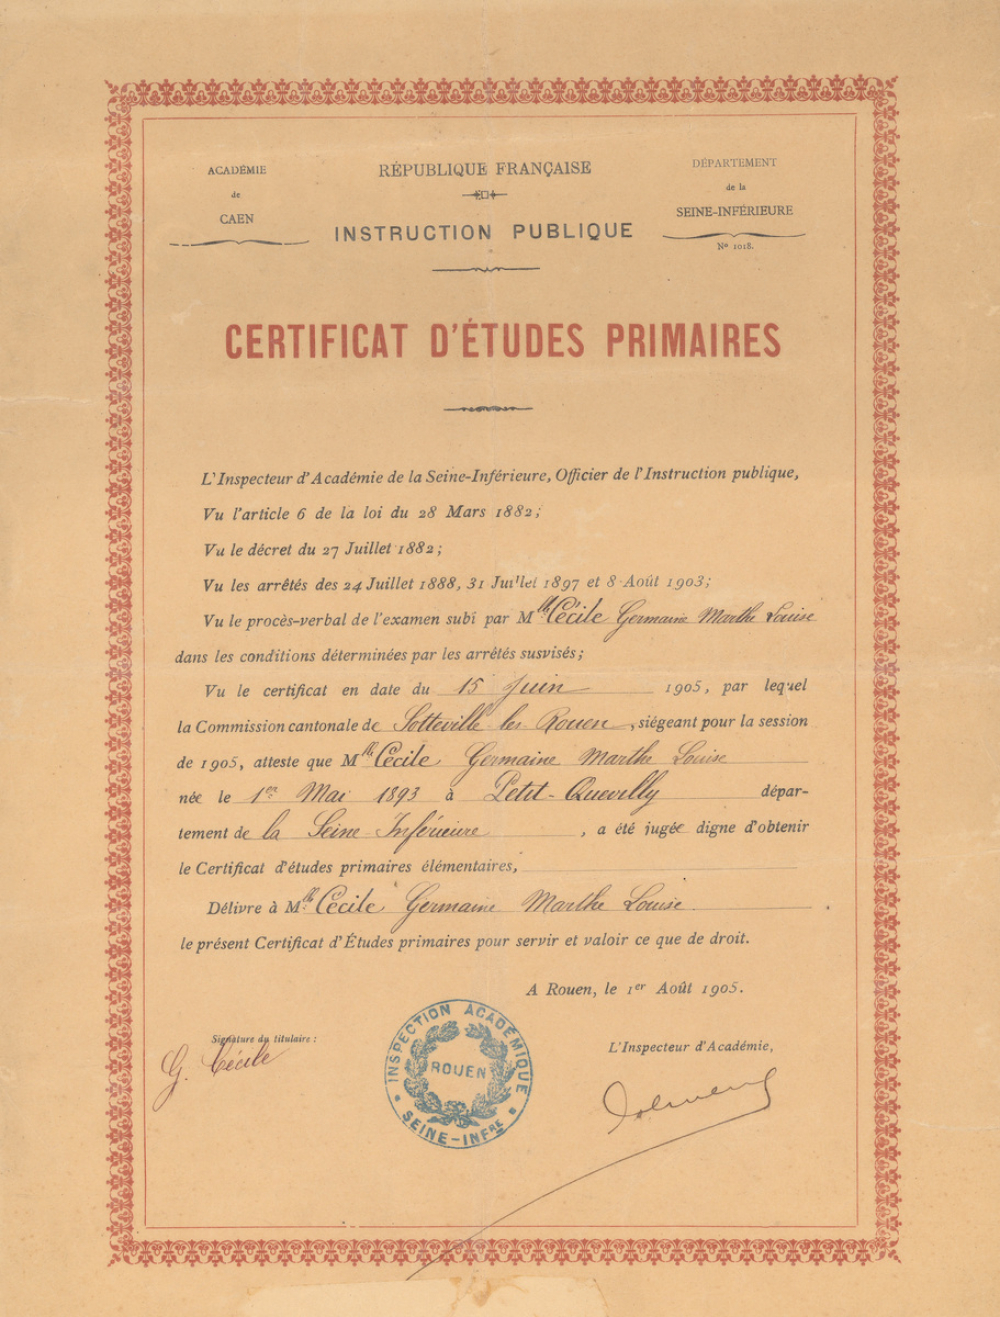 ACADÉMIE
de
CAEN
RÉPUBLIQUE FRANÇAISE
INSTRUCTION PUBLIQUE
DÉPARTEMENT
de la
SEINE-INFÉRIEURE
No 1018.
CERTIFICAT D'ÉTUDES PRIMAIRES
L'Inspecteur d'Académie de la Seine-Inférieure, Officier de l'Instruction publique,
Vu l'article 6 de la loi du 28 Mars 1882;
Vu le décret du 27 Juillet 1882;
Vu les arrêtés des 24 Juillet 1888, 31 Juillet 1897 et 8 Août 1903;
Vu le procès-verbal de l'examen subi par Mlle Cécile Germaine Marthe Louise
dans les conditions déterminées par les arrêtés susvisés;
Vu le certificat en date du 15 Juin 1905, par lequel
la Commission cantonale de Sotteville les Rouen, siégeant pour la session
de 1905, atteste que Mlle Cécile Germaine Marthe Louise
née le 1er Mai 1893 à Petit-Quevilly dépar-
tement de la Seine Inférieure, a été jugée digne d'obtenir
le Certificat d'études primaires élémentaires,
Délivre à Mlle Cécile Germaine Marthe Louise
le présent Certificat d'Études primaires pour servir et valoir ce que de droit.
A Rouen, le 1er Août 1905.
Signature du titulaire :
G. Cécile
INSPECTION ACADÉMIQUE
ROUEN
SEINE-INFRE
L'Inspecteur d'Académie,